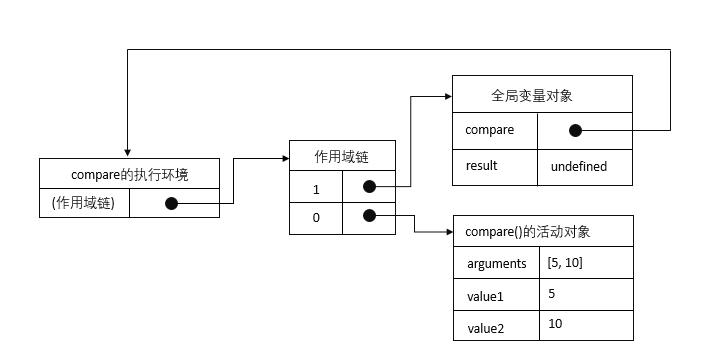 全局变量对象
compare
result undefined
作用域链
1
0
compare的执行环境
(作用域链)
compare()的活动对象
arguments [5, 10]
value1 5
value2 10